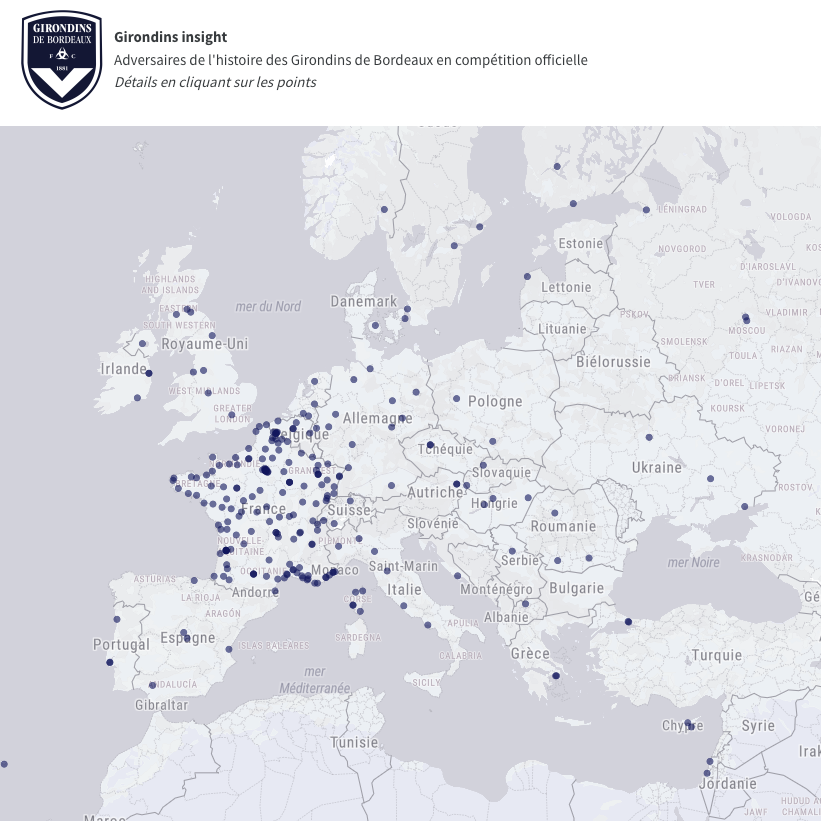 GIRONDINS
DE BORDEAUX
F C
1881
Girondins insight
Adversaires de l'histoire des Girondins de Bordeaux en compétition officielle
Détails en cliquant sur les points
LENINGRAD
VOLOGDA
Estonie
NOVGOROD
D'IAROSLAVL
HIGHLANDS
AND ISLANDS
TVER
D'IVANOVO
Lettonie
mer du Nord
Danemark
EASTERN
SOUTH WESTERN
PSKOV
VLADIMIR
MOSCOU
Lituanie
Royaume-Uni
SMOLENSK
TOULA
RIAZAN
Biélorussie
Irlande
BRIANSK
D'OREL
LIPETSK
WEST MIDLANDS
Pologne
KOURSK
GREATER
LONDON
Allemagne
VORONEJ
Belgique
Tchéquie
Ukraine
GRAND EST
Slovaquie
BRETAGNE
ROSTOV
Autriche
Hongrie
France
Suisse
Slovénie
Roumanie
NOUVELLE-
AQUITAINE
PIÉMONT
KRASNODAR
Serbie
mer Noire
OCCITANIE
Monaco
Saint-Marin
ASTURIAS
Andorre
Italie
Monténégro
Bulgarie
LA RIOJA
CORSE
ARAGÓN
Albanie
APULIA
Portugal
Espagne
SARDEGNA
ISLAS BALEARES
CALABRIA
Grèce
Turquie
mer
Méditerranée
SICILY
ANDALUCÍA
Gibraltar
Chypre
Syrie
Tunisie
Irak
Jordanie
HUDUD
CHAMALI
JAWF
Maroc